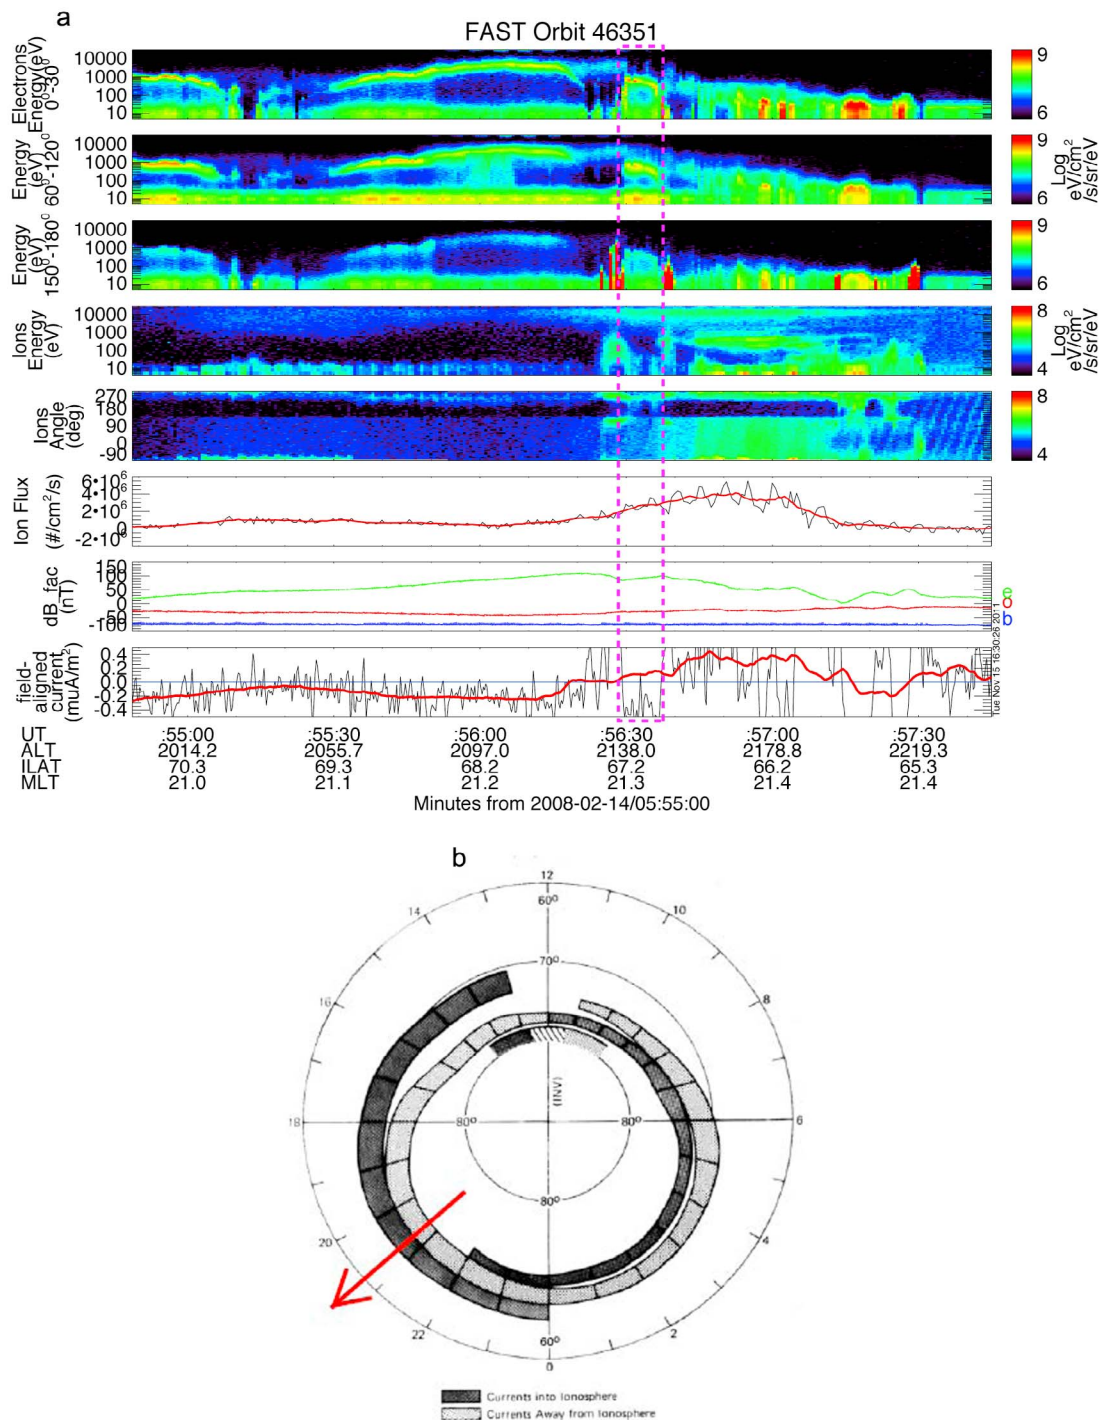 a
FAST Orbit 46351
Electrons
Energy(eV)
0°-30°
10000
1000
100
10
9
6
Energy
(eV)
60°-120°
10000
1000
100
10
9
6
Log
eV/cm²
/s/sr/eV
Energy
(eV)
150°-180°
10000
1000
100
10
9
6
Ions
Energy
(eV)
10000
1000
100
10
8
4
Log
eV/cm²
/s/sr/eV
Ions
Angle
(deg)
270
180
90
0
-90
8
4
Ion Flux
(#/cm²/s)
6•10⁶
4•10⁶
2•10⁶
0
-2•10⁶
dB_fac
(nT)
150
100
50
0
-50
-100
e
o
b
field-
aligned
current
(muA/m²)
0.4
0.2
0.0
-0.2
-0.4
Tue Nov 15 16:30:26 2011
UT :55:00 :55:30 :56:00 :56:30 :57:00 :57:30
ALT 2014.2 2055.7 2097.0 2138.0 2178.8 2219.3
ILAT 70.3 69.3 68.2 67.2 66.2 65.3
MLT 21.0 21.1 21.2 21.3 21.4 21.4
Minutes from 2008-02-14/05:55:00
b
12
60°
14
10
70°
16
8
(INV)
18
80°
80°
6
80°
20
4
22
2
60°
0
Currents into Ionosphere
Currents Away from Ionosphere